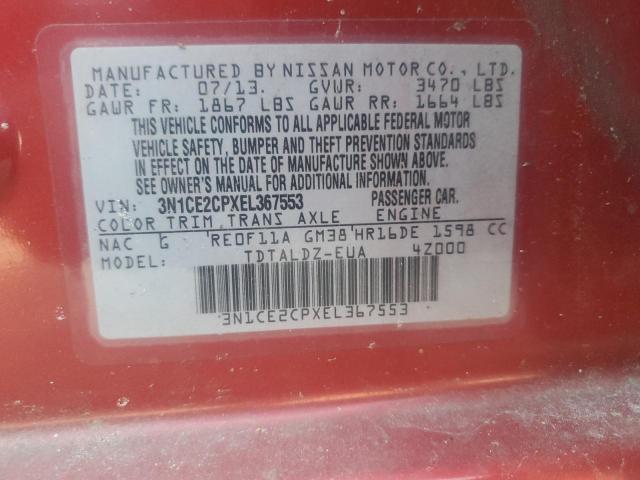 MANUFACTURED BY NISSAN MOTOR CO., LTD.
DATE: 07/13. GVWR: 3470 LBS
GAWR FR: 1867 LBS GAWR RR: 1664 LBS
THIS VEHICLE CONFORMS TO ALL APPLICABLE FEDERAL MOTOR
VEHICLE SAFETY, BUMPER AND THEFT PREVENTION STANDARDS
IN EFFECT ON THE DATE OF MANUFACTURE SHOWN ABOVE.
SEE OWNER'S MANUAL FOR ADDITIONAL INFORMATION.
VIN: 3N1CE2CPXEL367553 PASSENGER CAR.
COLOR TRIM TRANS AXLE ENGINE
NAC G RE0F11A GM38 HR16DE 1598 CC
MODEL: TDTALDZ-EUA 4Z000
3N1CE2CPXEL367553